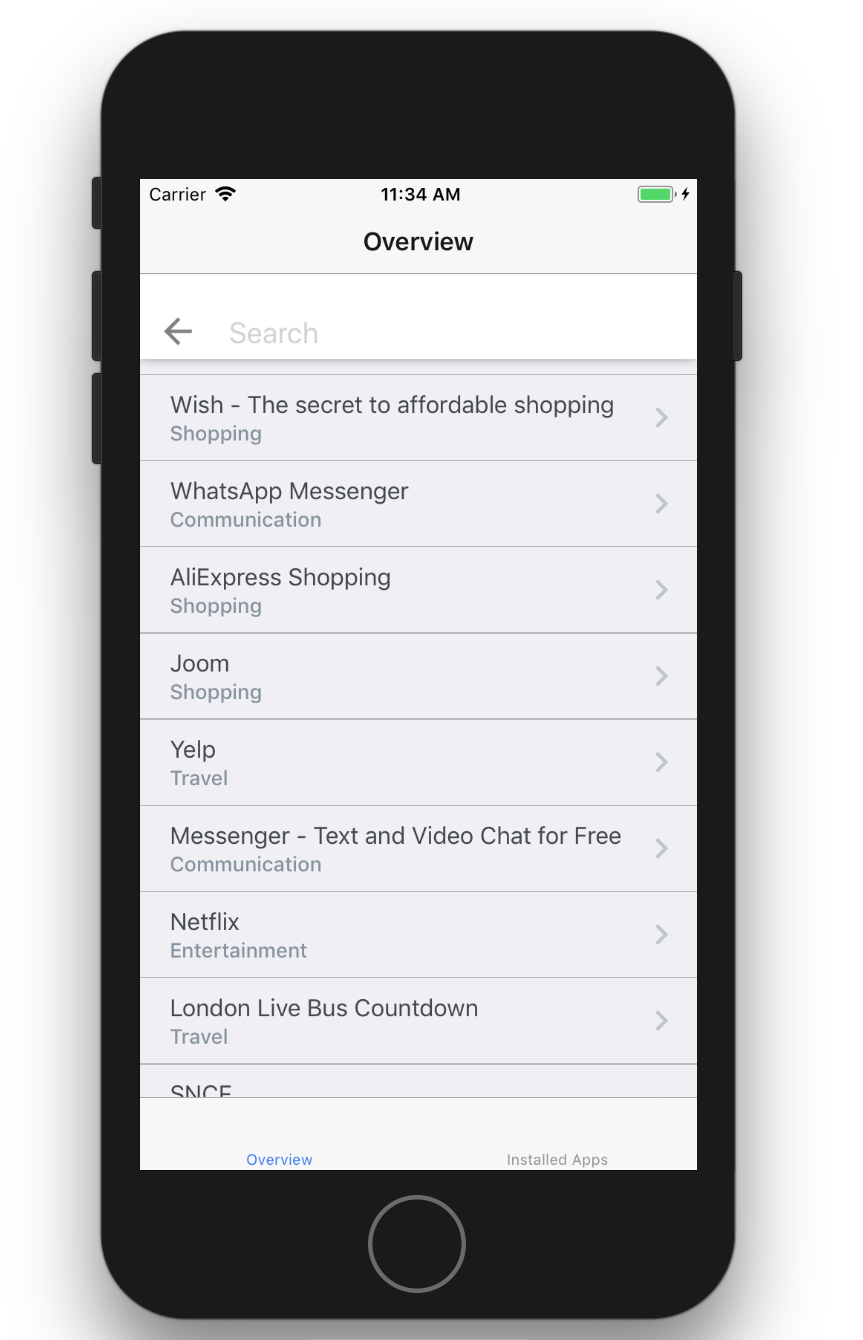 Carrier 11:34 AM
Overview
Search
Wish - The secret to affordable shopping
Shopping
WhatsApp Messenger
Communication
AliExpress Shopping
Shopping
Joom
Shopping
Yelp
Travel
Messenger - Text and Video Chat for Free
Communication
Netflix
Entertainment
London Live Bus Countdown
Travel
SNCF
Overview Installed Apps